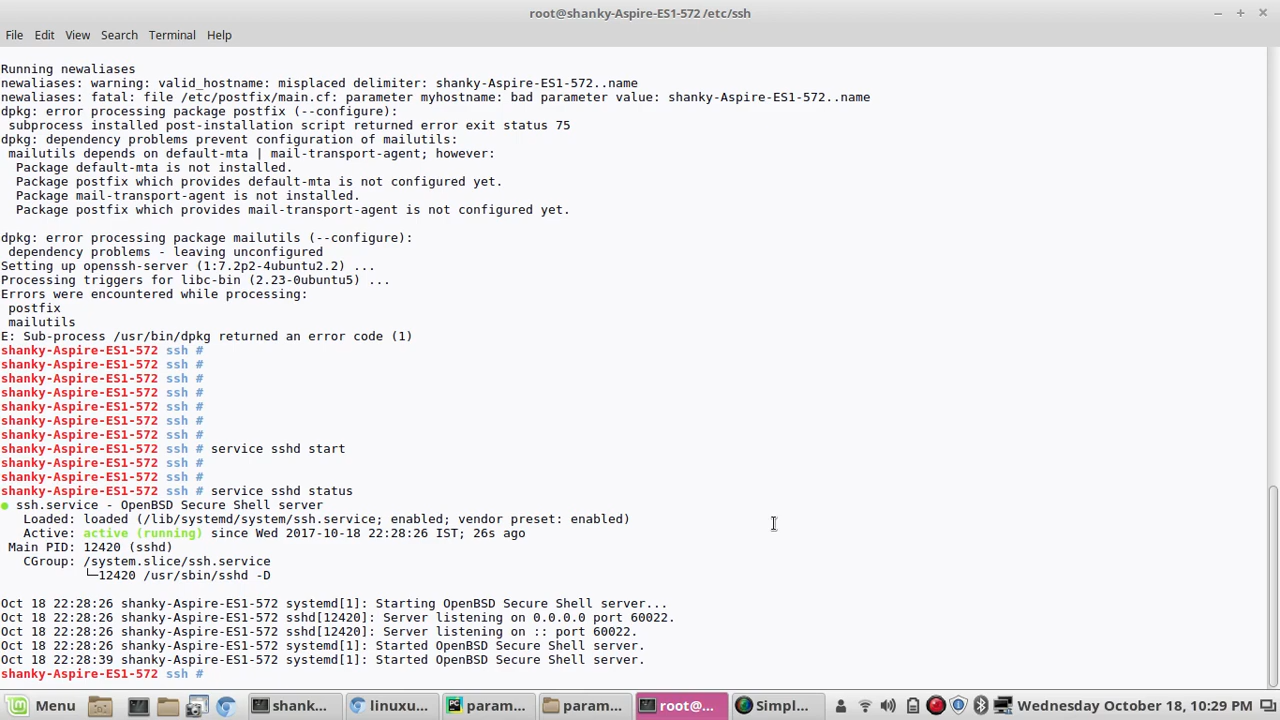 root@shanky-Aspire-ES1-572 /etc/ssh
File Edit View Search Terminal Help
Running newaliases
newaliases: warning: valid_hostname: misplaced delimiter: shanky-Aspire-ES1-572..name
newaliases: fatal: file /etc/postfix/main.cf: parameter myhostname: bad parameter value: shanky-Aspire-ES1-572..name
dpkg: error processing package postfix (--configure):
 subprocess installed post-installation script returned error exit status 75
dpkg: dependency problems prevent configuration of mailutils:
 mailutils depends on default-mta | mail-transport-agent; however:
  Package default-mta is not installed.
  Package postfix which provides default-mta is not configured yet.
  Package mail-transport-agent is not installed.
  Package postfix which provides mail-transport-agent is not configured yet.
dpkg: error processing package mailutils (--configure):
 dependency problems - leaving unconfigured
Setting up openssh-server (1:7.2p2-4ubuntu2.2) ...
Processing triggers for libc-bin (2.23-0ubuntu5) ...
Errors were encountered while processing:
 postfix
 mailutils
E: Sub-process /usr/bin/dpkg returned an error code (1)
shanky-Aspire-ES1-572 ssh #
shanky-Aspire-ES1-572 ssh #
shanky-Aspire-ES1-572 ssh #
shanky-Aspire-ES1-572 ssh #
shanky-Aspire-ES1-572 ssh #
shanky-Aspire-ES1-572 ssh #
shanky-Aspire-ES1-572 ssh #
shanky-Aspire-ES1-572 ssh # service sshd start
shanky-Aspire-ES1-572 ssh #
shanky-Aspire-ES1-572 ssh #
shanky-Aspire-ES1-572 ssh # service sshd status
● ssh.service - OpenBSD Secure Shell server
   Loaded: loaded (/lib/systemd/system/ssh.service; enabled; vendor preset: enabled)
   Active: active (running) since Wed 2017-10-18 22:28:26 IST; 26s ago
 Main PID: 12420 (sshd)
   CGroup: /system.slice/ssh.service
           └─12420 /usr/sbin/sshd -D
Oct 18 22:28:26 shanky-Aspire-ES1-572 systemd[1]: Starting OpenBSD Secure Shell server...
Oct 18 22:28:26 shanky-Aspire-ES1-572 sshd[12420]: Server listening on 0.0.0.0 port 60022.
Oct 18 22:28:26 shanky-Aspire-ES1-572 sshd[12420]: Server listening on :: port 60022.
Oct 18 22:28:26 shanky-Aspire-ES1-572 systemd[1]: Started OpenBSD Secure Shell server.
Oct 18 22:28:39 shanky-Aspire-ES1-572 systemd[1]: Started OpenBSD Secure Shell server.
shanky-Aspire-ES1-572 ssh #
Menu shank... linuxu... param... param... root@... Simpl... Wednesday October 18, 10:29 PM